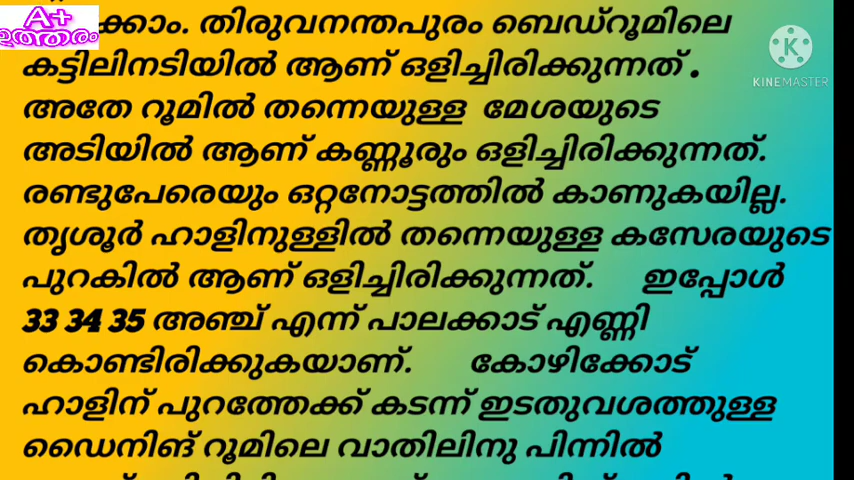 A+
ഉത്തരം
KINEMASTER
ക്കാം. തിരുവനന്തപുരം ബെഡ്റൂമിലെ
കട്ടിലിനടിയിൽ ആണ് ഒളിച്ചിരിക്കുന്നത് .
അതേ റൂമിൽ തന്നെയുള്ള മേശയുടെ
അടിയിൽ ആണ് കണ്ണൂരും ഒളിച്ചിരിക്കുന്നത്.
രണ്ടുപേരെയും ഒറ്റനോട്ടത്തിൽ കാണുകയില്ല.
തൃശൂർ ഹാളിനുള്ളിൽ തന്നെയുള്ള കസേരയുടെ
പുറകിൽ ആണ് ഒളിച്ചിരിക്കുന്നത്. ഇപ്പോൾ
33 34 35 അഞ്ച് എന്ന് പാലക്കാട് എണ്ണി
കൊണ്ടിരിക്കുകയാണ്. കോഴിക്കോട്
ഹാളിന് പുറത്തേക്ക് കടന്ന് ഇടതുവശത്തുള്ള
ഡൈനിങ് റൂമിലെ വാതിലിനു പിന്നിൽ